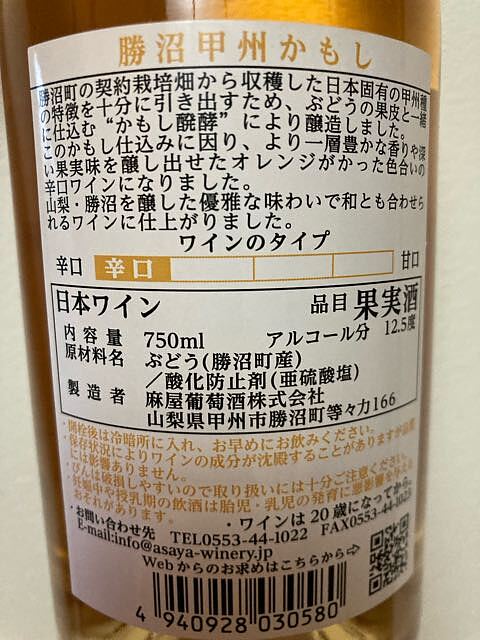 勝沼甲州かもし
勝沼町の契約栽培畑から収穫した日本固有の甲州種
の特徴を十分に引き出すため、ぶどうの果皮と一緒
に仕込む“かもし醗酵”により醸造しました。
このかもし仕込みに因り、より一層豊かな香りや深
い果実味を醸し出せたオレンジがかった色合いの
辛口ワインになりました。
山梨・勝沼を醸した優雅な味わいで和とも合わせら
れるワインに仕上がりました。
ワインのタイプ
辛口 辛口 甘口
日本ワイン 品目 果実酒
内容量 750ml アルコール分 12.5度
原材料名 ぶどう(勝沼町産)
／酸化防止剤(亜硫酸塩)
製造者 麻屋葡萄酒株式会社
山梨県甲州市勝沼町等々力166
・開栓後は冷暗所に入れ、お早めにお飲みください。
・保存状況によりワインの成分が沈殿することがありますが品質
には影響ありません。
・びんは破損しやすいので取り扱いには十分ご注意ください。
・妊娠中や授乳期の飲酒は胎児・乳児の発育に悪影響を与える
おそれがあります。
・ワインは20歳になってから。
・お問い合わせ先 TEL0553-44-1022 FAX0553-44-1023
E-mail:info@asaya-winery.jp
Webからのお求めはこちらから⇨
4 940928 030580